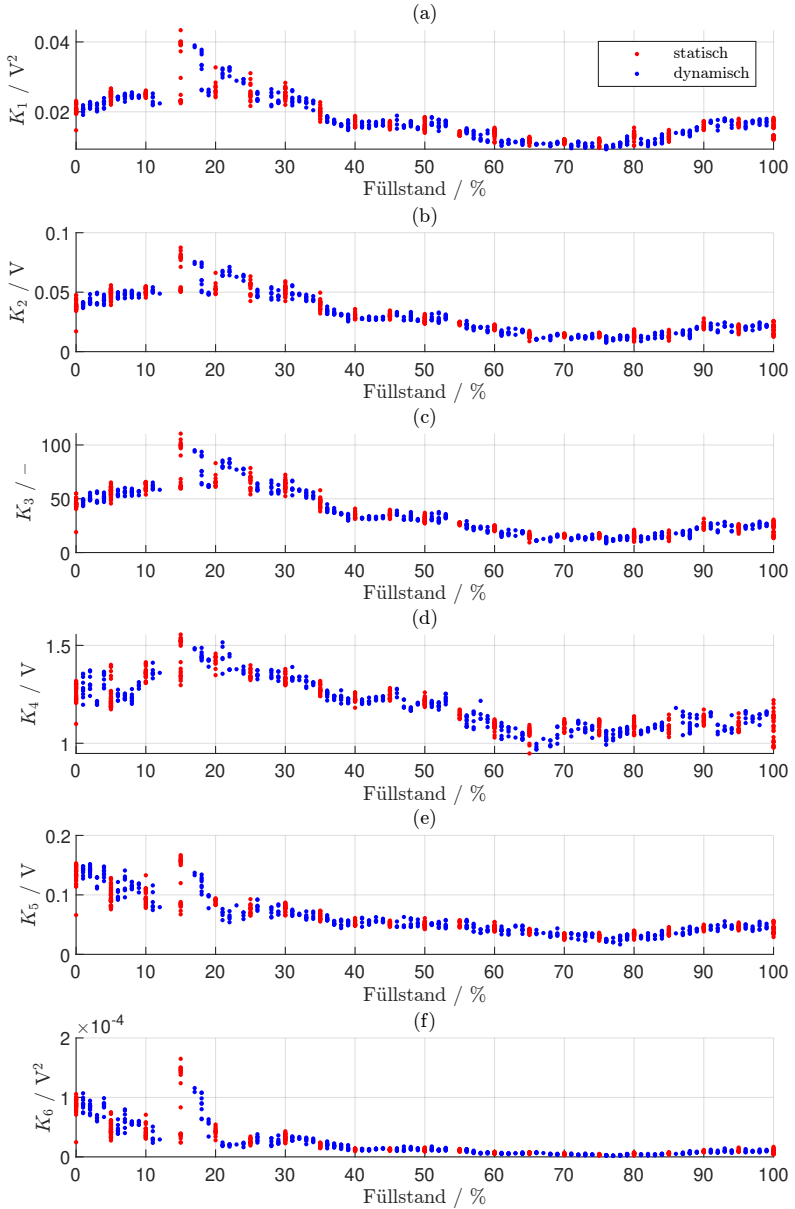 (a)
K₁ / V²
0.04
0.02
statisch
dynamisch
0 10 20 30 40 50 60 70 80 90 100
Füllstand / %
(b)
K₂ / V
0.1
0.05
0
0 10 20 30 40 50 60 70 80 90 100
Füllstand / %
(c)
K₃ / –
100
50
0
0 10 20 30 40 50 60 70 80 90 100
Füllstand / %
(d)
K₄ / V
1.5
1
0 10 20 30 40 50 60 70 80 90 100
Füllstand / %
(e)
K₅ / V
0.2
0.1
0
0 10 20 30 40 50 60 70 80 90 100
Füllstand / %
(f)
×10⁻⁴
K₆ / V²
2
1
0
0 10 20 30 40 50 60 70 80 90 100
Füllstand / %